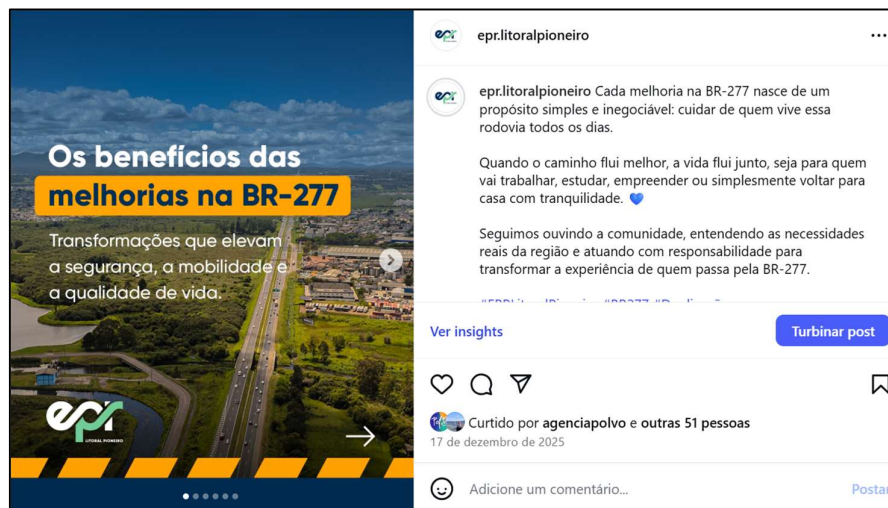 Os benefícios das
melhorias na BR-277
Transformações que elevam
a segurança, a mobilidade e
a qualidade de vida.
epr
LITORAL PIONEIRO
epr
epr.litoralpioneiro
epr
epr.litoralpioneiro Cada melhoria na BR-277 nasce de um
propósito simples e inegociável: cuidar de quem vive essa
rodovia todos os dias.
Quando o caminho flui melhor, a vida flui junto, seja para quem
vai trabalhar, estudar, empreender ou simplesmente voltar para
casa com tranquilidade. 💙
Seguimos ouvindo a comunidade, entendendo as necessidades
reais da região e atuando com responsabilidade para
transformar a experiência de quem passa pela BR-277.
Ver insights
Turbinar post
Curtido por agenciapolvo e outras 51 pessoas
17 de dezembro de 2025
Adicione um comentário...
Postar